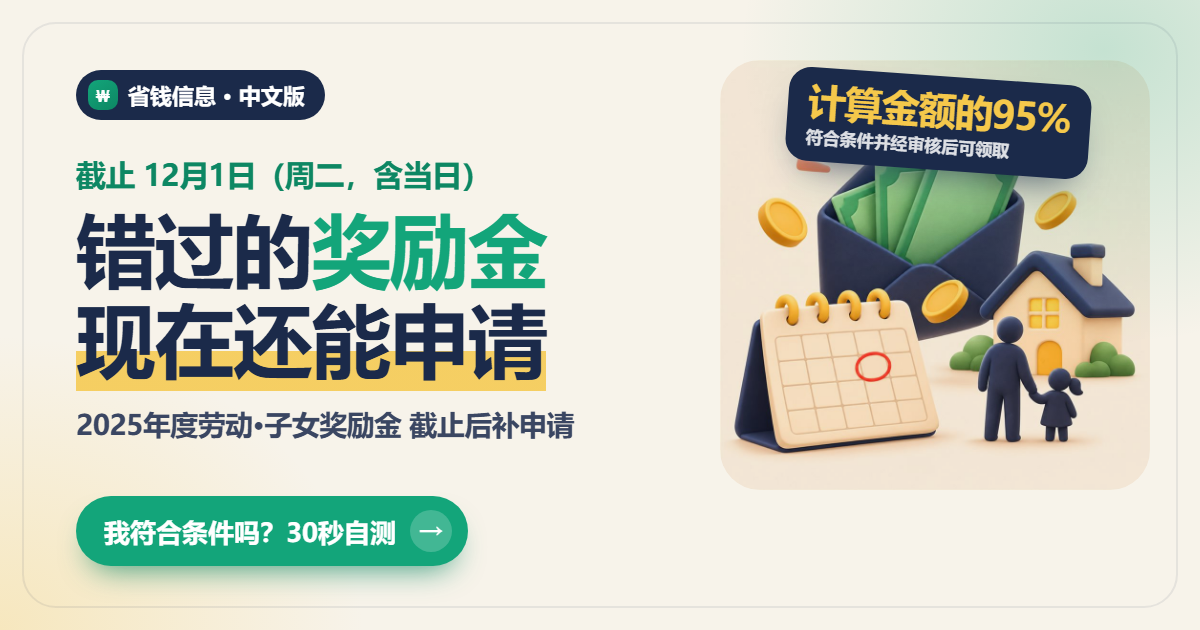 ₩ 省钱信息·中文版
截止 12月1日（周二，含当日）
错过的奖励金
现在还能申请
2025年度劳动·子女奖励金 截止后补申请
我符合条件吗？30秒自测 →
计算金额的95%
符合条件并经审核后可领取